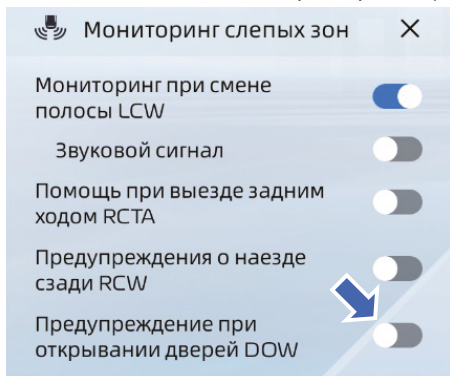 Мониторинг слепых зон
Мониторинг при смене
полосы LCW
Звуковой сигнал
Помощь при выезде задним
ходом RCTA
Предупреждения о наезде
сзади RCW
Предупреждение при
открывании дверей DOW